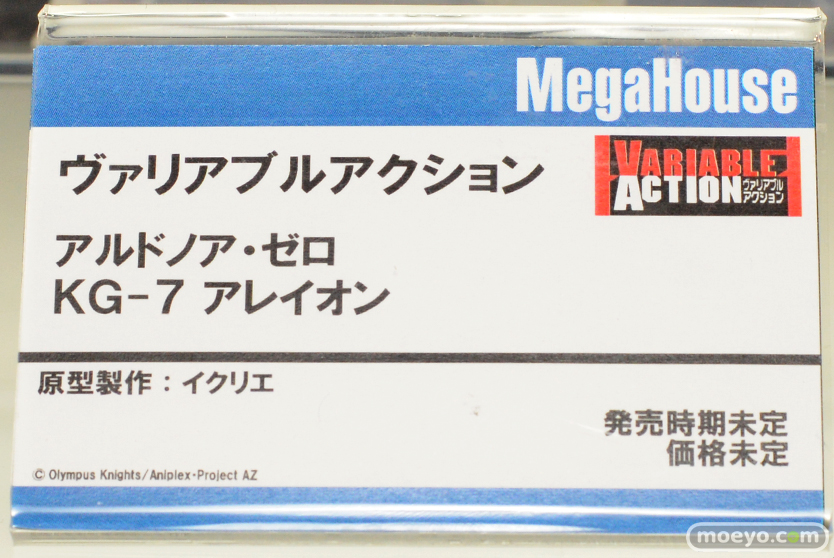 MegaHouse
ヴァリアブルアクション
VARIABLE
ACTION
ヴァリアブル
アクション
アルドノア・ゼロ
KG-7 アレイオン
原型製作：イクリエ
発売時期未定
価格未定
© Olympus Knights/Aniplex・Project AZ
moeyo.com